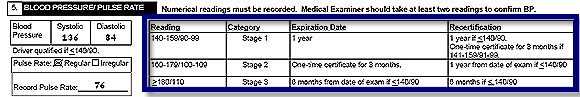 5. BLOOD PRESSURE/ PULSE RATE Numerical readings must be recorded. Medical Examiner should take at least two readings to confirm BP.
Blood Pressure Systolic Diastolic
136 84
Driver qualified if ≤140/90.
Pulse Rate: Regular Irregular
Record Pulse Rate: 76
Reading Category Expiration Date Recertification
140-159/90-99 Stage 1 1 year 1 year if ≤140/90.
One-time certificate for 3 months if
141-159/91-99.
160-179/100-109 Stage 2 One-time certificate for 3 months. 1 year from date of exam if ≤140/90
≥180/110 Stage 3 6 months from date of exam if ≤140/90 6 months if ≤140/90